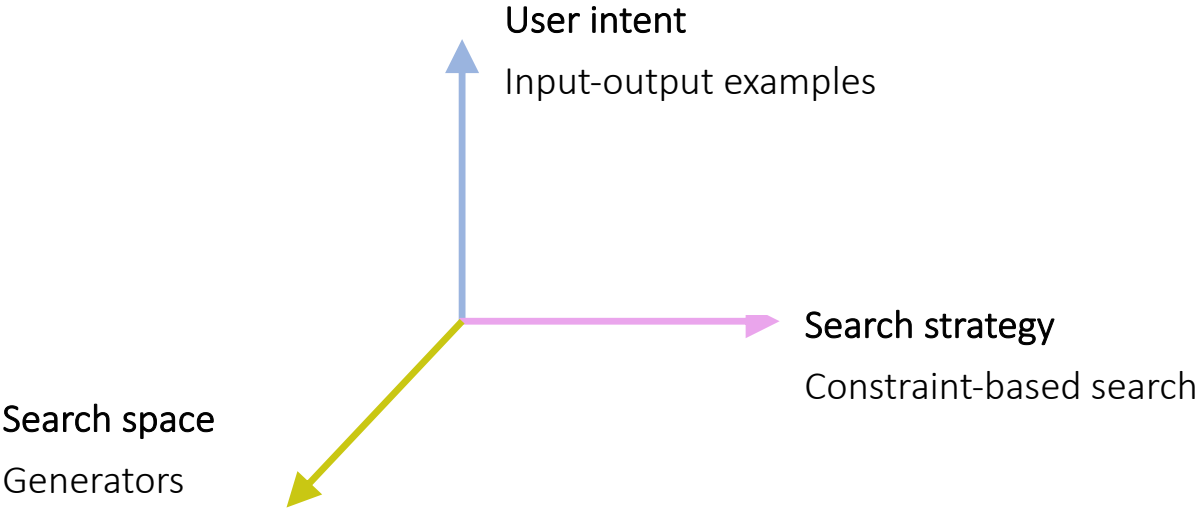 User intent
Input-output examples
Search strategy
Constraint-based search
Search space
Generators